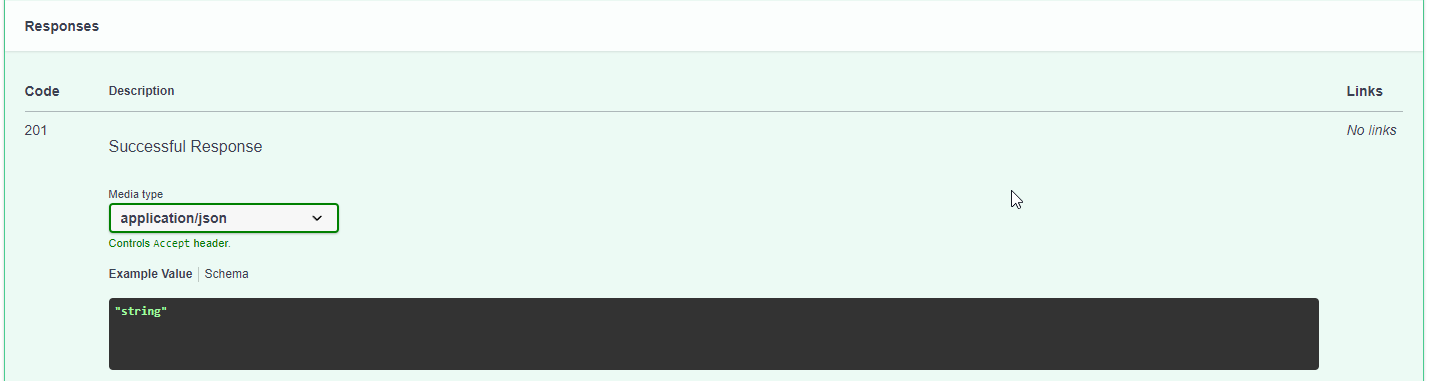 Responses
Code Description Links
201 Successful Response No links
Media type
application/json
Controls Accept header.
Example Value Schema
"string"